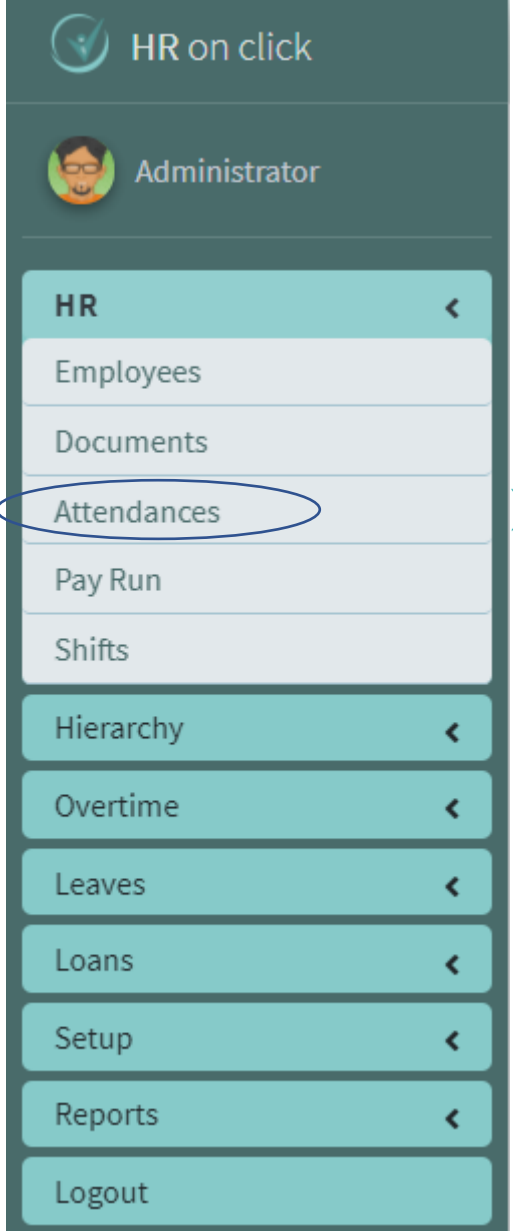 HR on click
Administrator
HR
Employees
Documents
Attendances
Pay Run
Shifts
Hierarchy
Overtime
Leaves
Loans
Setup
Reports
Logout